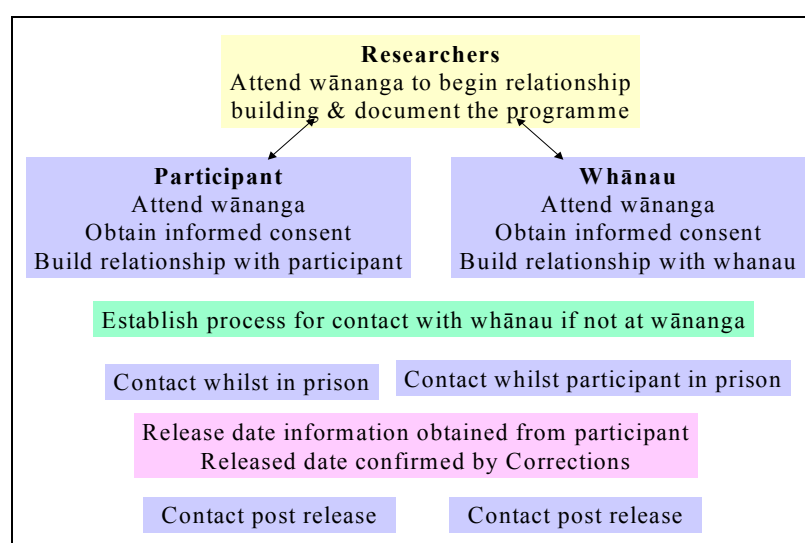 Researchers
Attend wānanga to begin relationship
building & document the programme
Participant
Attend wānanga
Obtain informed consent
Build relationship with participant
Whānau
Attend wānanga
Obtain informed consent
Build relationship with whanau
Establish process for contact with whānau if not at wānanga
Contact whilst in prison
Contact whilst participant in prison
Release date information obtained from participant
Released date confirmed by Corrections
Contact post release
Contact post release